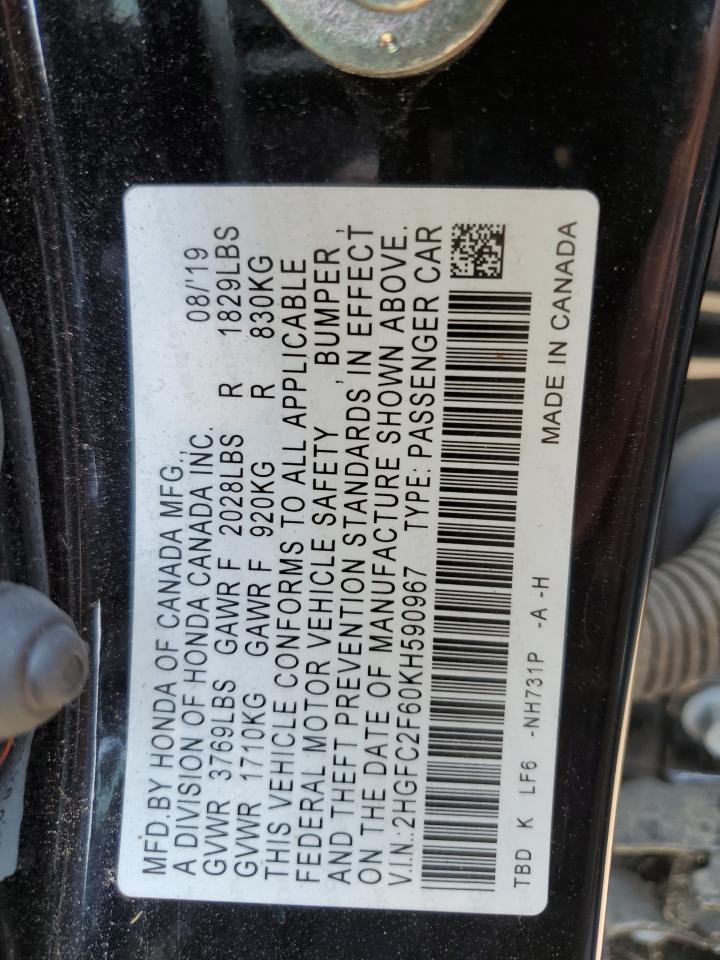 MFD.BY HONDA OF CANADA MFG.,
A DIVISION OF HONDA CANADA INC. 08/'19
GVWR 3769LBS GAWR F 2028LBS R 1829LBS
GVWR 1710KG GAWR F 920KG R 830KG
THIS VEHICLE CONFORMS TO ALL APPLICABLE
FEDERAL MOTOR VEHICLE SAFETY, BUMPER,
AND THEFT PREVENTION STANDARDS IN EFFECT
ON THE DATE OF MANUFACTURE SHOWN ABOVE.
V.I.N.:2HGFC2F60KH590967 TYPE: PASSENGER CAR
TBD K LF6 -NH731P -A -H MADE IN CANADA